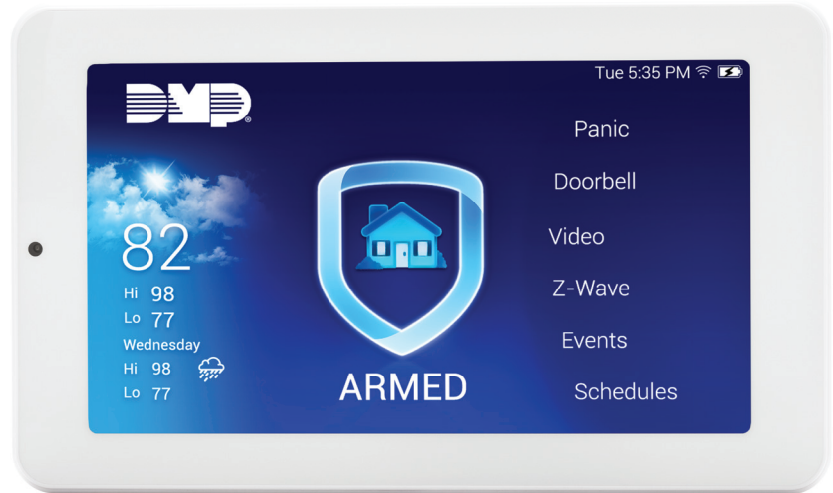 DMP®
Tue 5:35 PM
82
Hi 98
Lo 77
Wednesday
Hi 98
Lo 77
ARMED
Panic
Doorbell
Video
Z-Wave
Events
Schedules